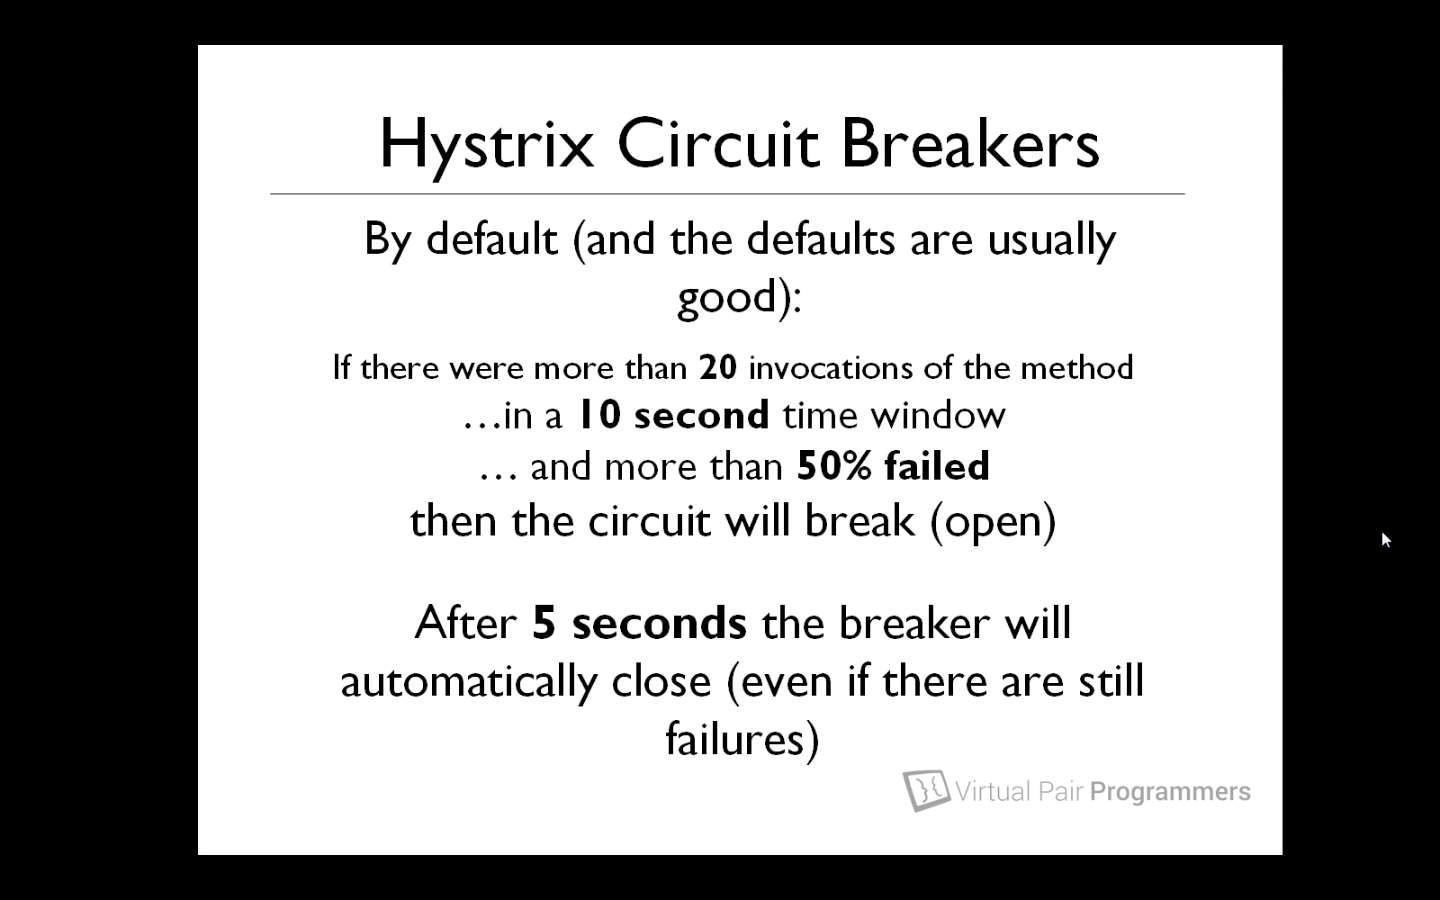 Hystrix Circuit Breakers
By default (and the defaults are usually
good):
If there were more than 20 invocations of the method
…in a 10 second time window
… and more than 50% failed
then the circuit will break (open)
After 5 seconds the breaker will
automatically close (even if there are still
failures)
Virtual Pair Programmers